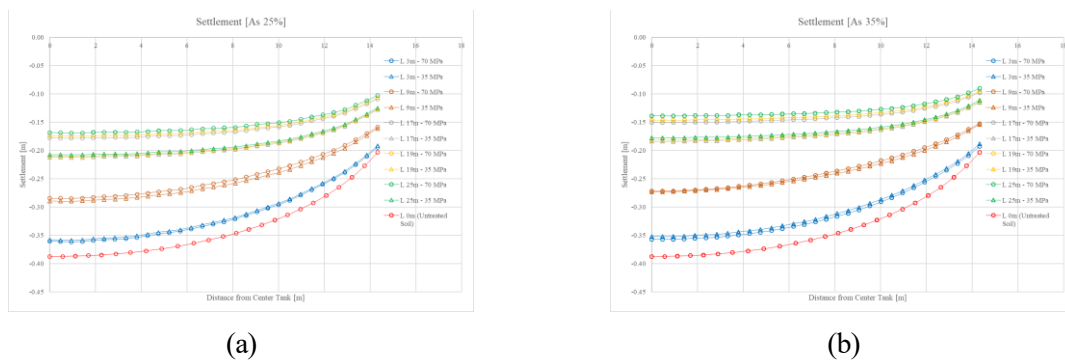 Settlement [As 25%]
0.00
0 2 4 6 8 10 12 14 16 18
-0.05
-0.10
-0.15
-0.20
-0.25
-0.30
-0.35
-0.40
-0.45
Settlement [m]
Distance from Center Tank [m]
L 3m - 70 MPa
L 3m - 35 MPa
L 9m - 70 MPa
L 9m - 35 MPa
L 17m - 70 MPa
L 17m - 35 MPa
L 19m - 70 MPa
L 19m - 35 MPa
L 25m - 70 MPa
L 25m - 35 MPa
L 0m (Untreated
Soil)
(a)
Settlement [As 35%]
0.00
0 2 4 6 8 10 12 14 16 18
-0.05
-0.10
-0.15
-0.20
-0.25
-0.30
-0.35
-0.40
-0.45
Settlement [m]
Distance from Center Tank [m]
L 3m - 70 MPa
L 3m - 35 MPa
L 9m - 70 MPa
L 9m - 35 MPa
L 17m - 70 MPa
L 17m - 35 MPa
L 19m - 70 MPa
L 19m - 35 MPa
L 25m - 70 MPa
L 25m - 35 MPa
L 0m (Untreated
Soil)
(b)